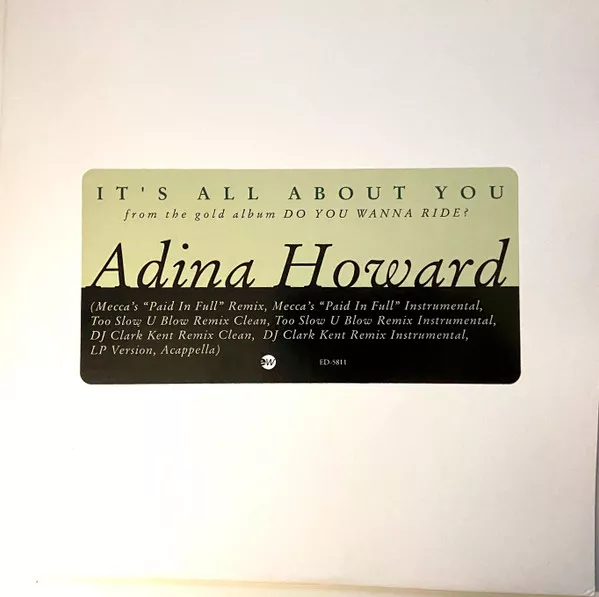 IT'S ALL ABOUT YOU
from the gold album DO YOU WANNA RIDE?
Adina Howard
(Mecca's "Paid In Full" Remix, Mecca's "Paid In Full" Instrumental,
Too Slow U Blow Remix Clean, Too Slow U Blow Remix Instrumental,
DJ Clark Kent Remix Clean, DJ Clark Kent Remix Instrumental,
LP Version, Acappella)
ew ED-5811